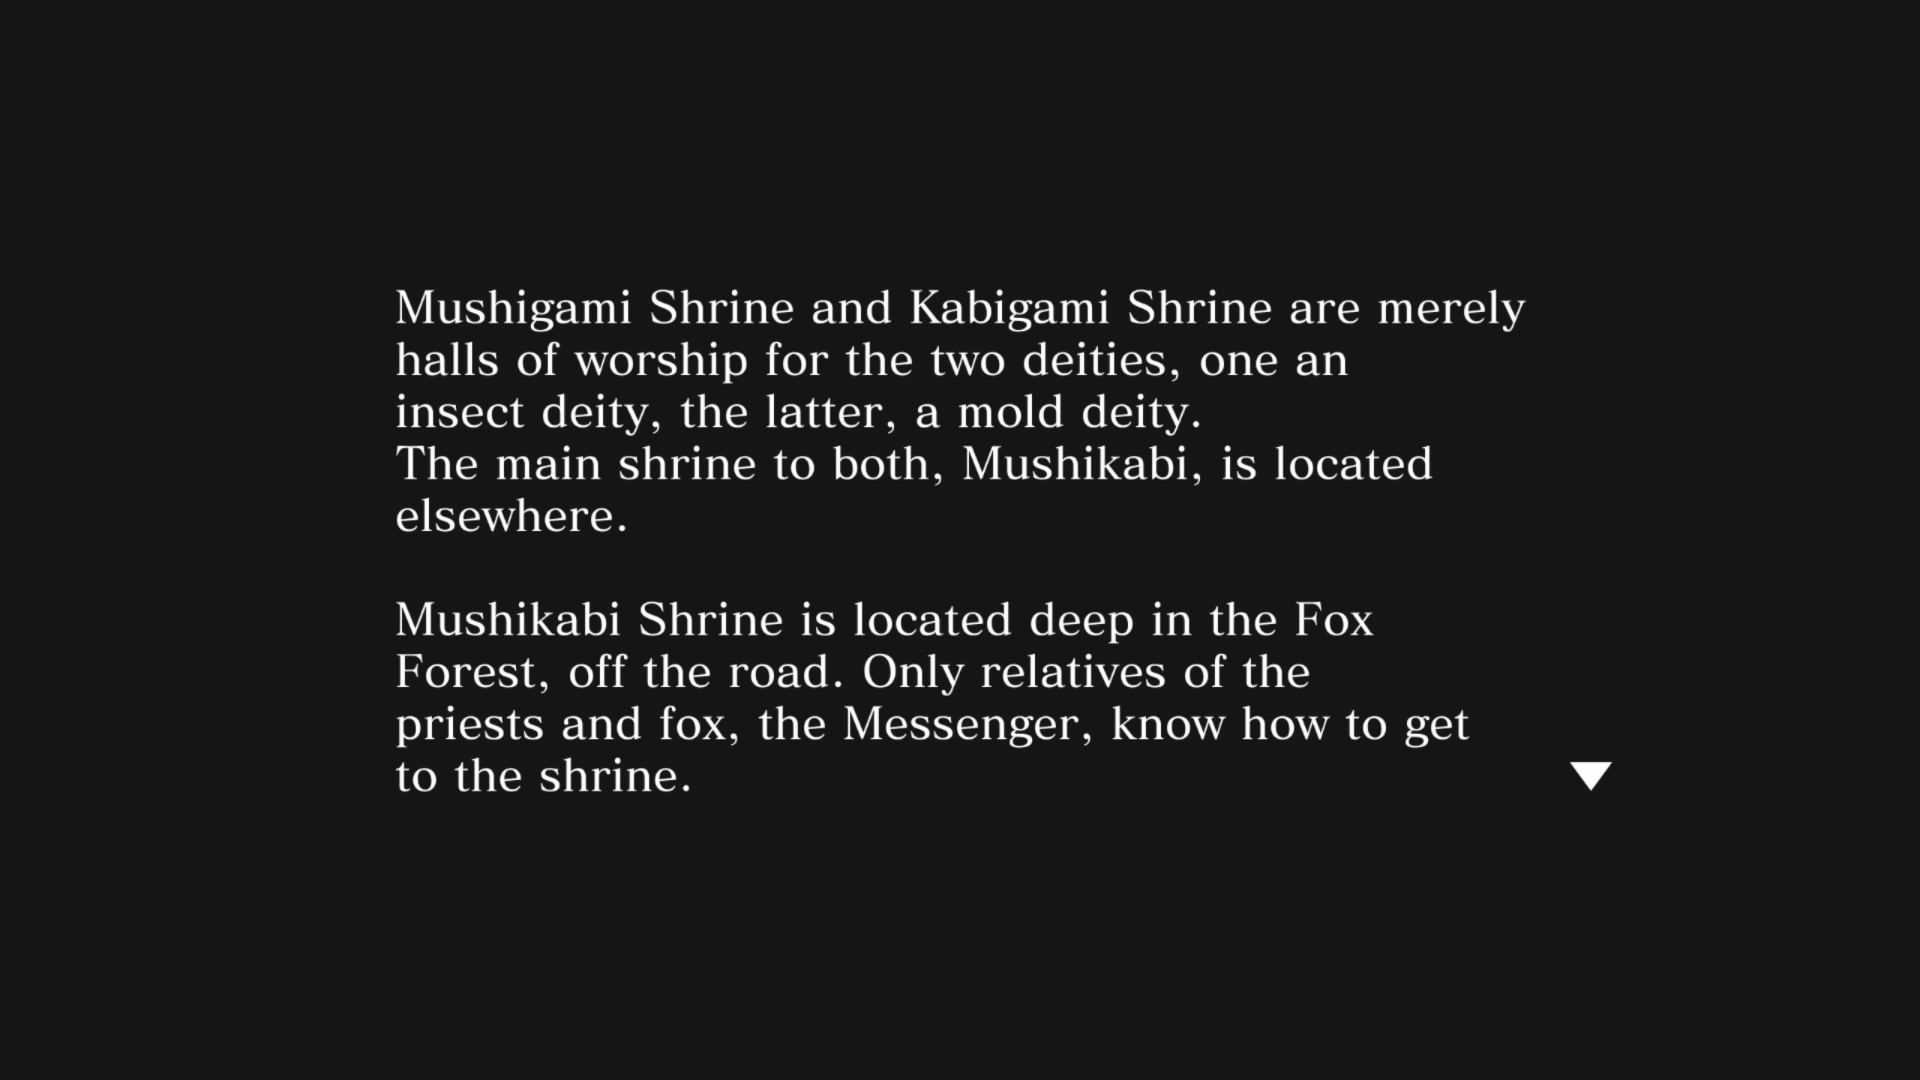 Mushigami Shrine and Kabigami Shrine are merely
halls of worship for the two deities, one an
insect deity, the latter, a mold deity.
The main shrine to both, Mushikabi, is located
elsewhere.
Mushikabi Shrine is located deep in the Fox
Forest, off the road. Only relatives of the
priests and fox, the Messenger, know how to get
to the shrine.